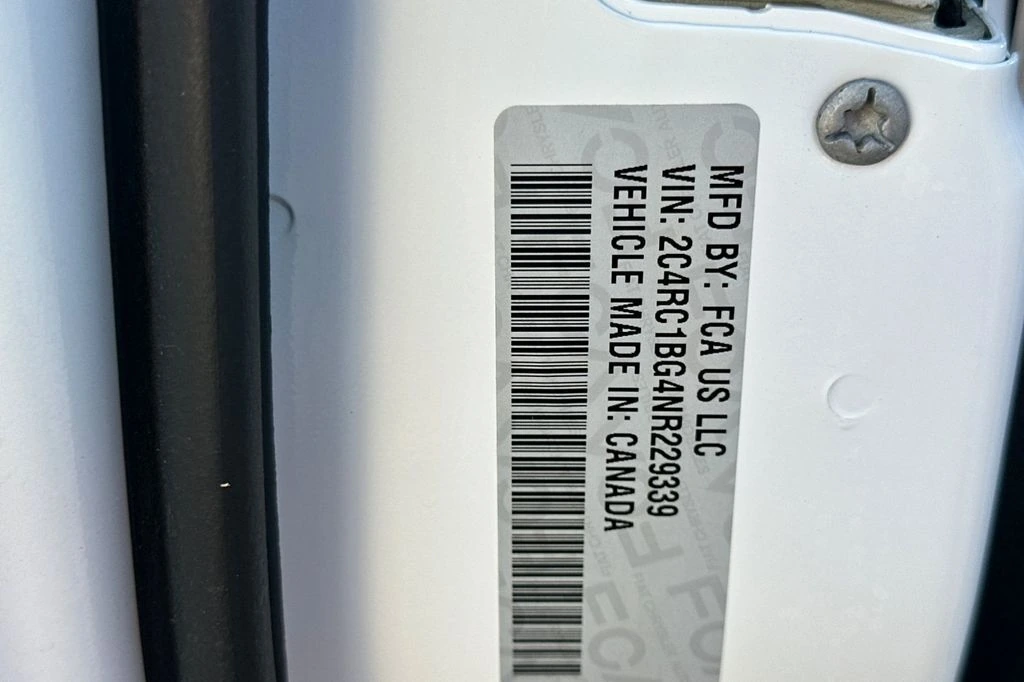 MFD BY: FCA US LLC
VIN: 2C4RC1BG4NR229339
VEHICLE MADE IN: CANADA